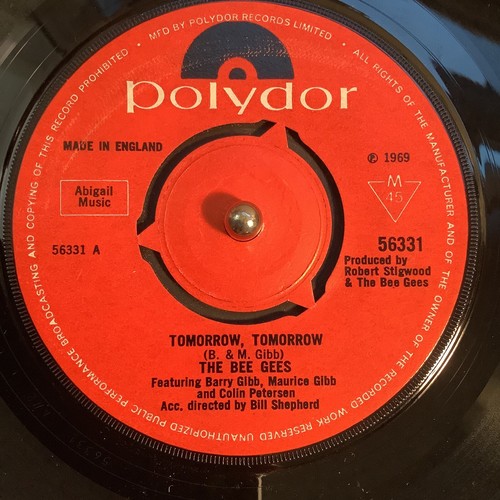 MFD BY POLYDOR RECORDS LIMITED • ALL RIGHTS OF THE MANUFACTURER AND OF THE OWNER OF THE RECORDED WORK RESERVED UNAUTHORIZED PUBLIC PERFORMANCE BROADCASTING AND COPYING OF THIS RECORD PROHIBITED •
polydor
MADE IN ENGLAND
℗ 1969
Abigail
Music
M
45
56331 A
56331
Produced by
Robert Stigwood
& The Bee Gees
TOMORROW, TOMORROW
(B. & M. Gibb)
THE BEE GEES
Featuring Barry Gibb, Maurice Gibb
and Colin Petersen
Acc. directed by Bill Shepherd